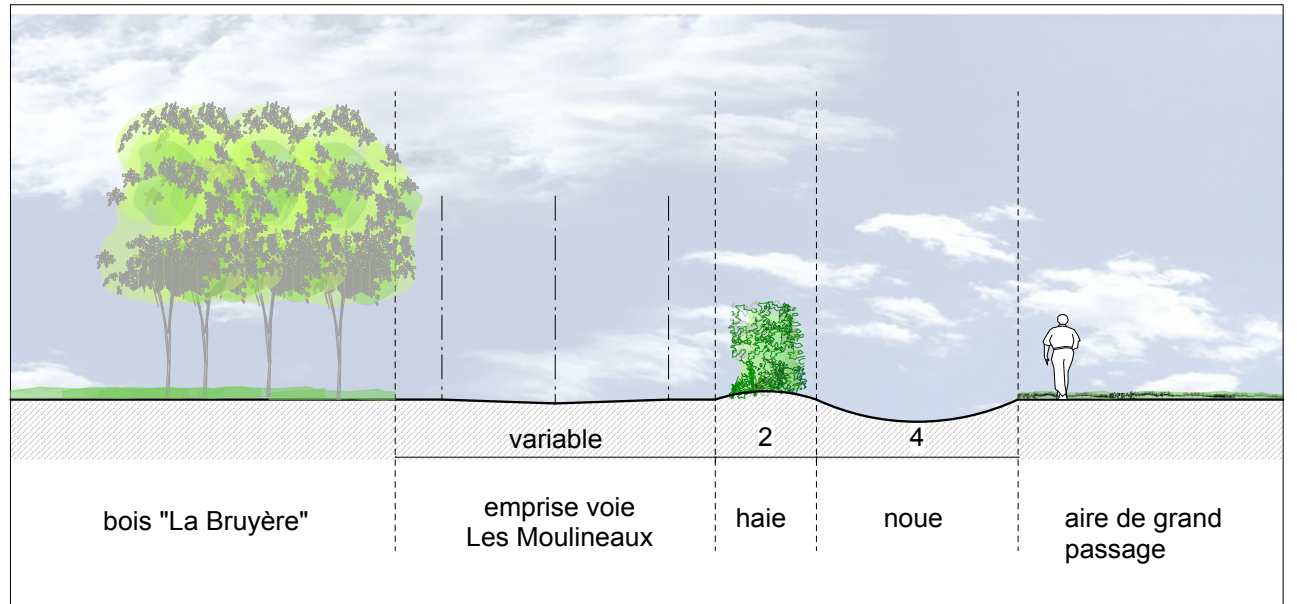 variable
2
4
bois "La Bruyère"
emprise voie
Les Moulineaux
haie
noue
aire de grand
passage